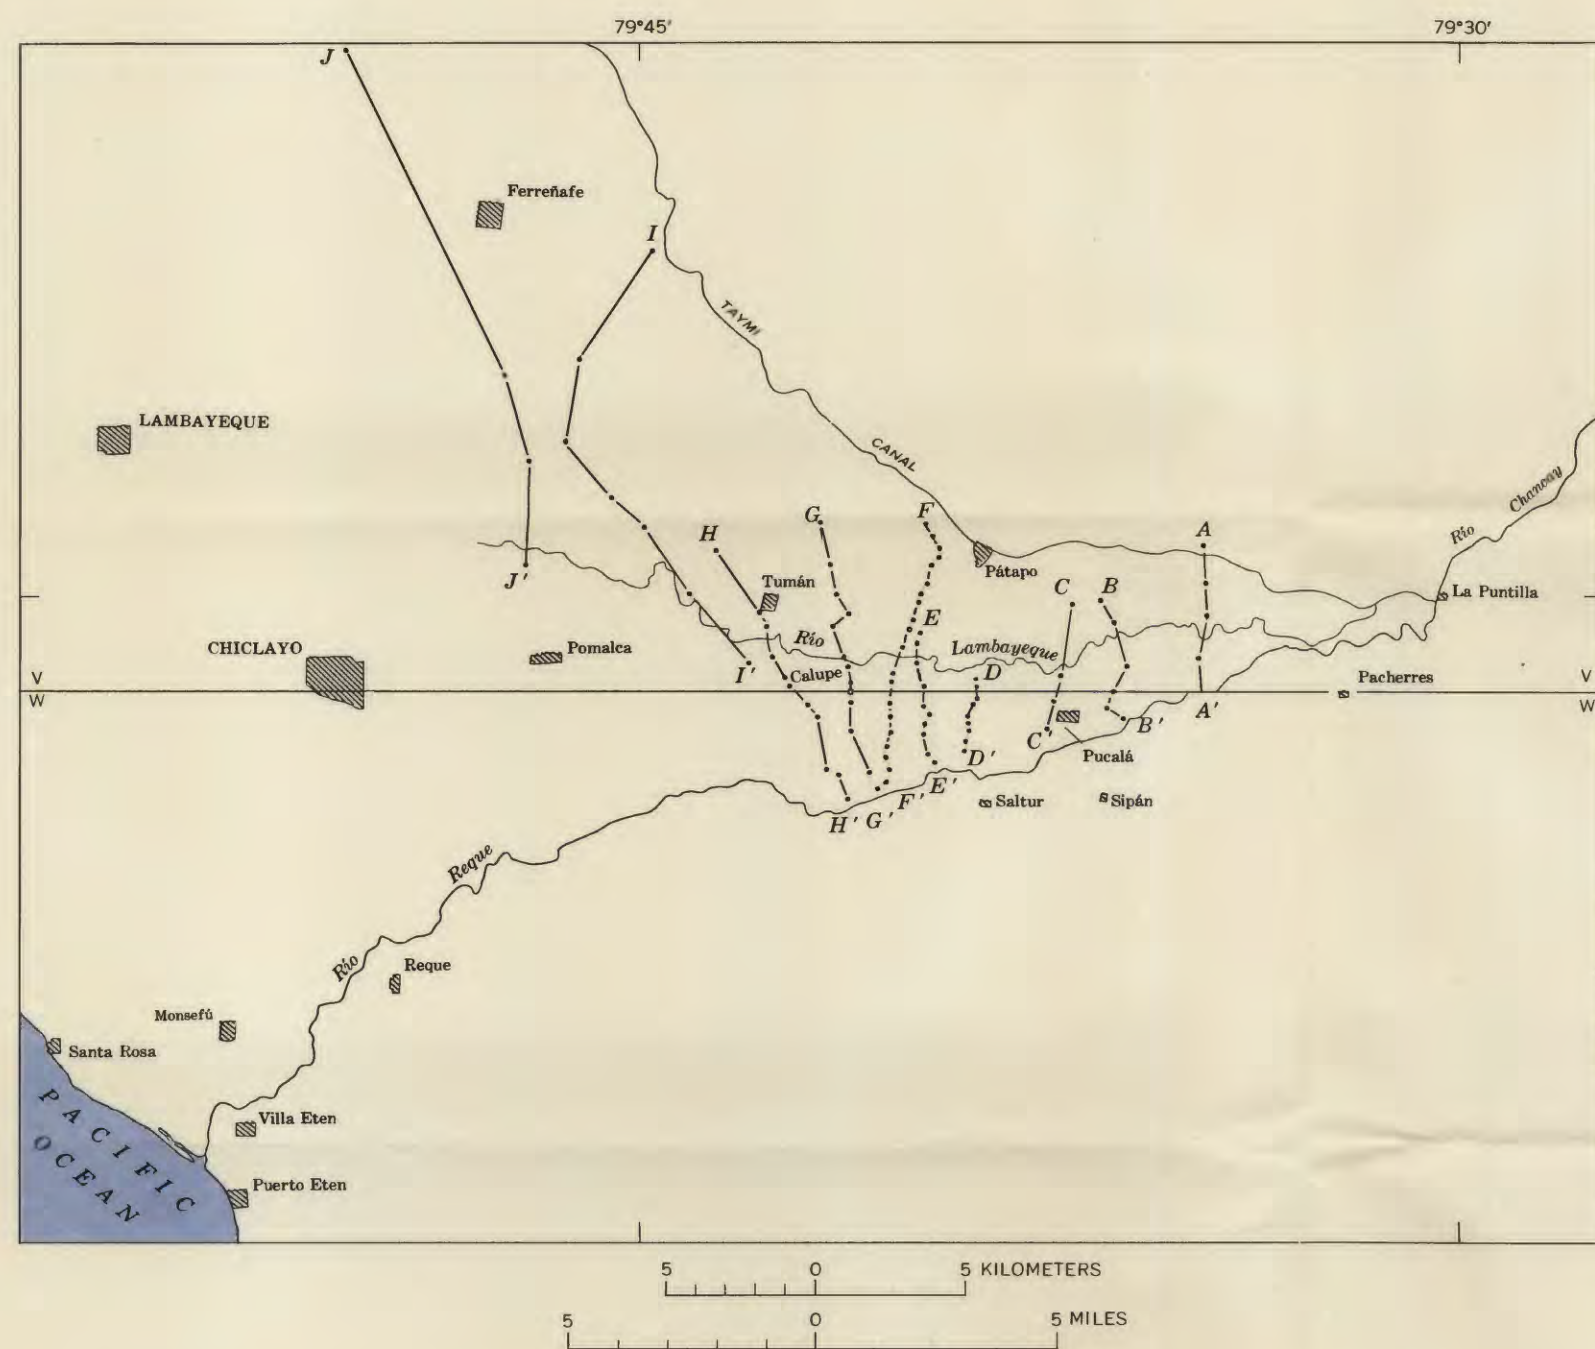 79°45′
79°30′
J
Ferreñafe
I
TAYMI
CANAL
LAMBAYEQUE
Río Chancay
F
G
H
A
Pátapo
J′
Tumán
C
B
La Puntilla
E
Río Lambayeque
CHICLAYO
Pomalca
I′
Calupe
D
Pacherres
V
V
W
W
A′
B′
C′
D′
Pucalá
E′
F′
Saltur
Sipán
H′
G′
Río Reque
Reque
Monsefú
Santa Rosa
PACIFIC
OCEAN
Villa Eten
Puerto Eten
5 0 5 KILOMETERS
5 0 5 MILES